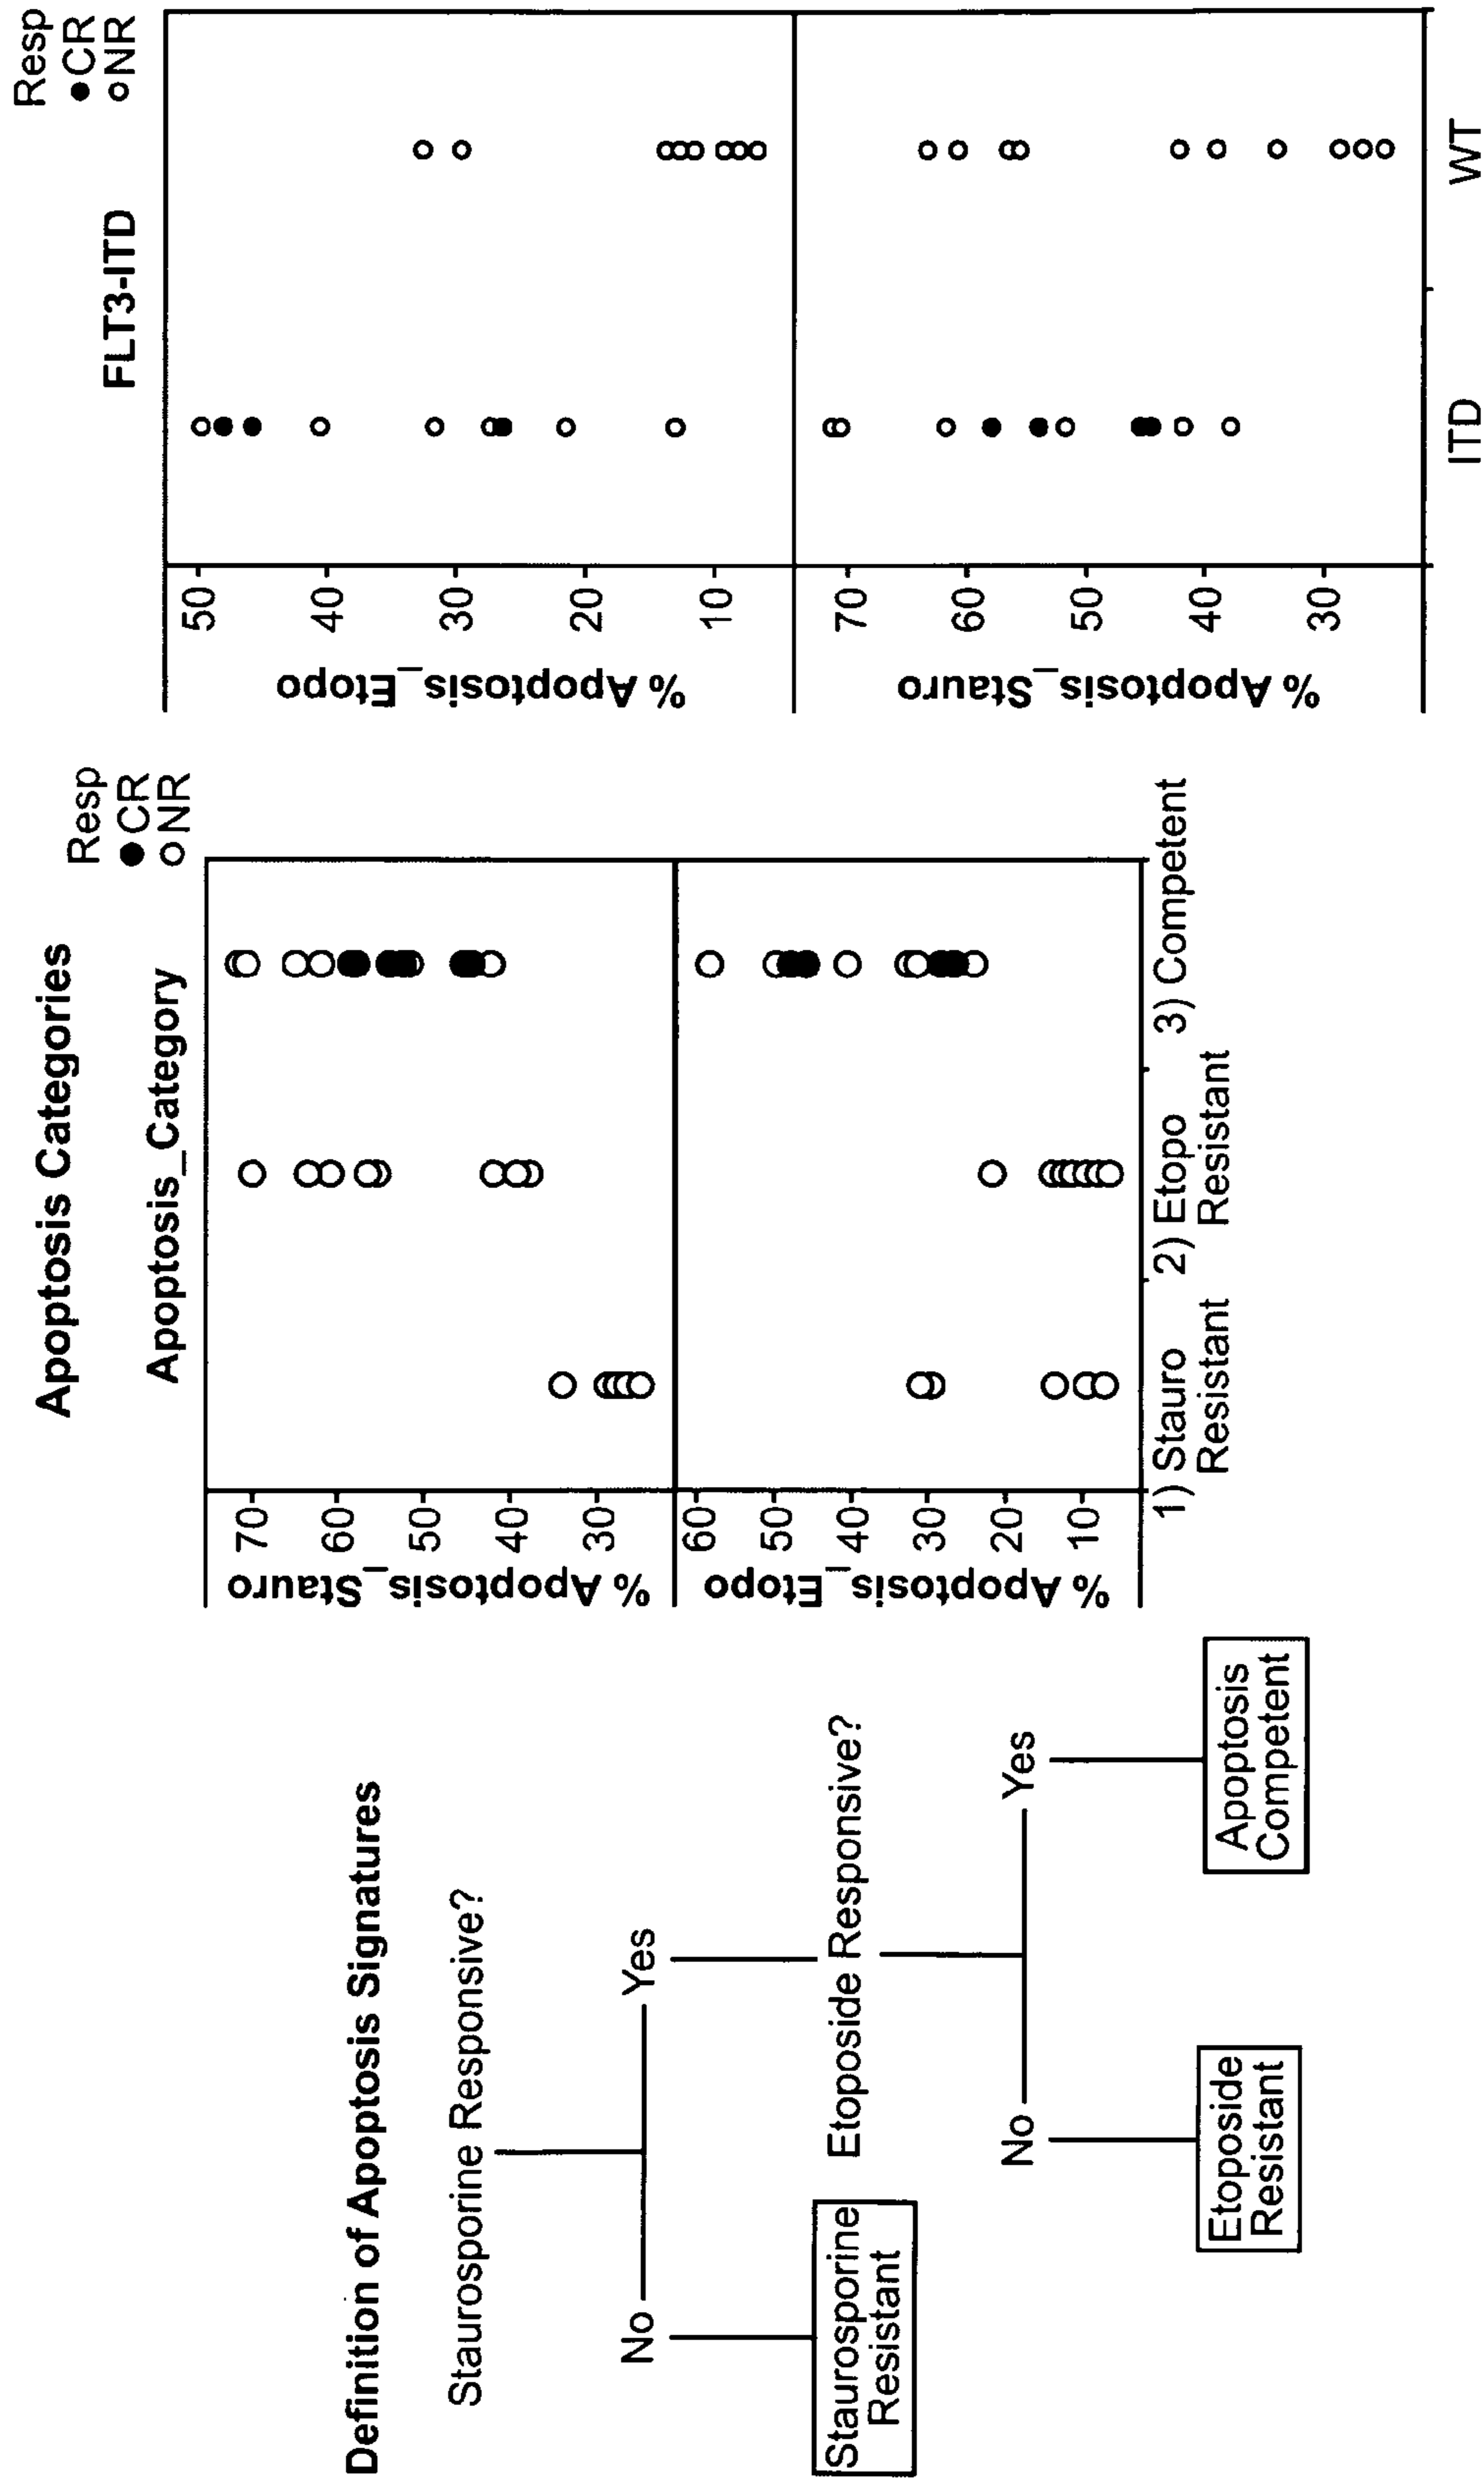 Definition of Apoptosis Signatures
Staurosporine Responsive?
No
Yes
Staurosporine
Resistant
Etoposide Responsive?
No
Yes
Etoposide
Resistant
Apoptosis
Competent
Apoptosis Categories
Apoptosis_Category
Resp
CR
NR
% Apoptosis_Stauro
70
60
50
40
30
% Apoptosis_Etopo
60
50
40
30
20
10
1) Stauro
Resistant
2) Etopo
Resistant
3) Competent
FLT3-ITD
Resp
CR
NR
% Apoptosis_Etopo
50
40
30
20
10
% Apoptosis_Stauro
70
60
50
40
30
ITD
WT